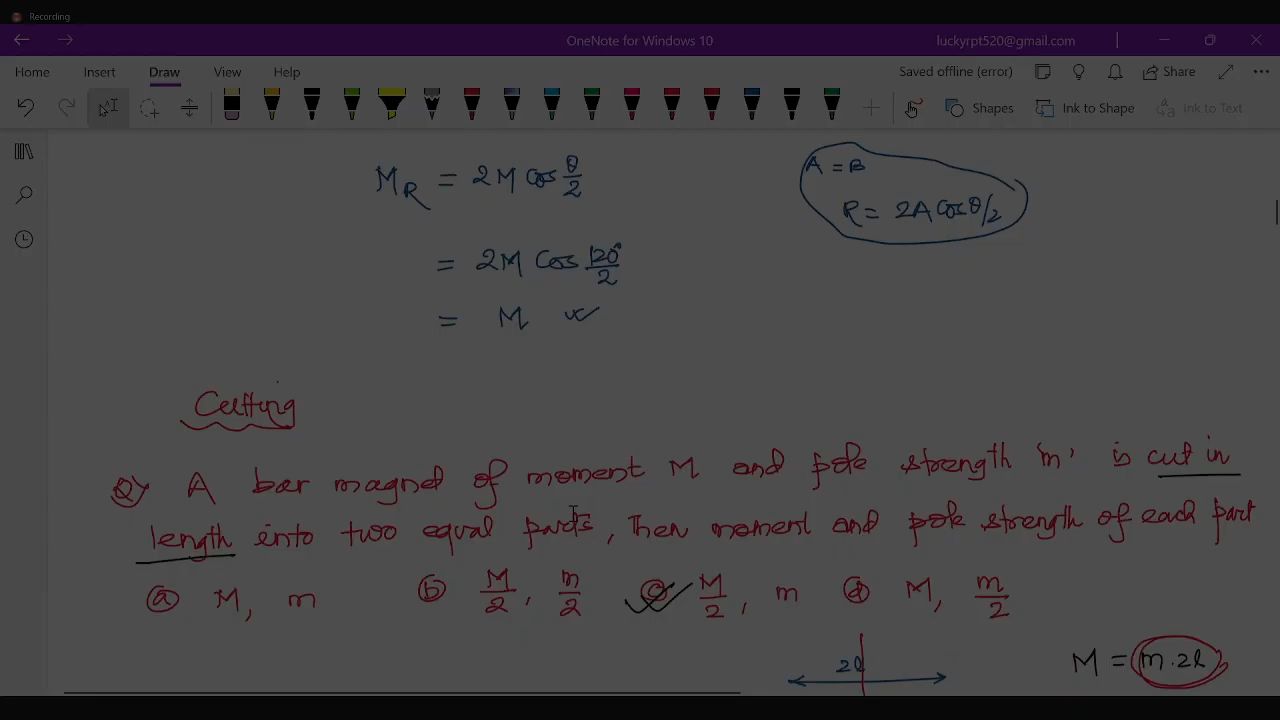 Recording
OneNote for Windows 10
luckyrpt520@gmail.com
Home Insert Draw View Help
Saved offline (error)
Share
Shapes
Ink to Shape
Ink to Text
M_R = 2M Cos θ/2
A = B
R = 2A Cos θ/2
= 2M Cos 120°/2
= M
Cutting
Q) A bar magnet of moment M and pole strength 'm' is cut in
length into two equal parts, Then moment and pole strength of each part
(a) M, m (b) M/2, m/2 (c) M/2, m (d) M, m/2
2l
M = m.2l